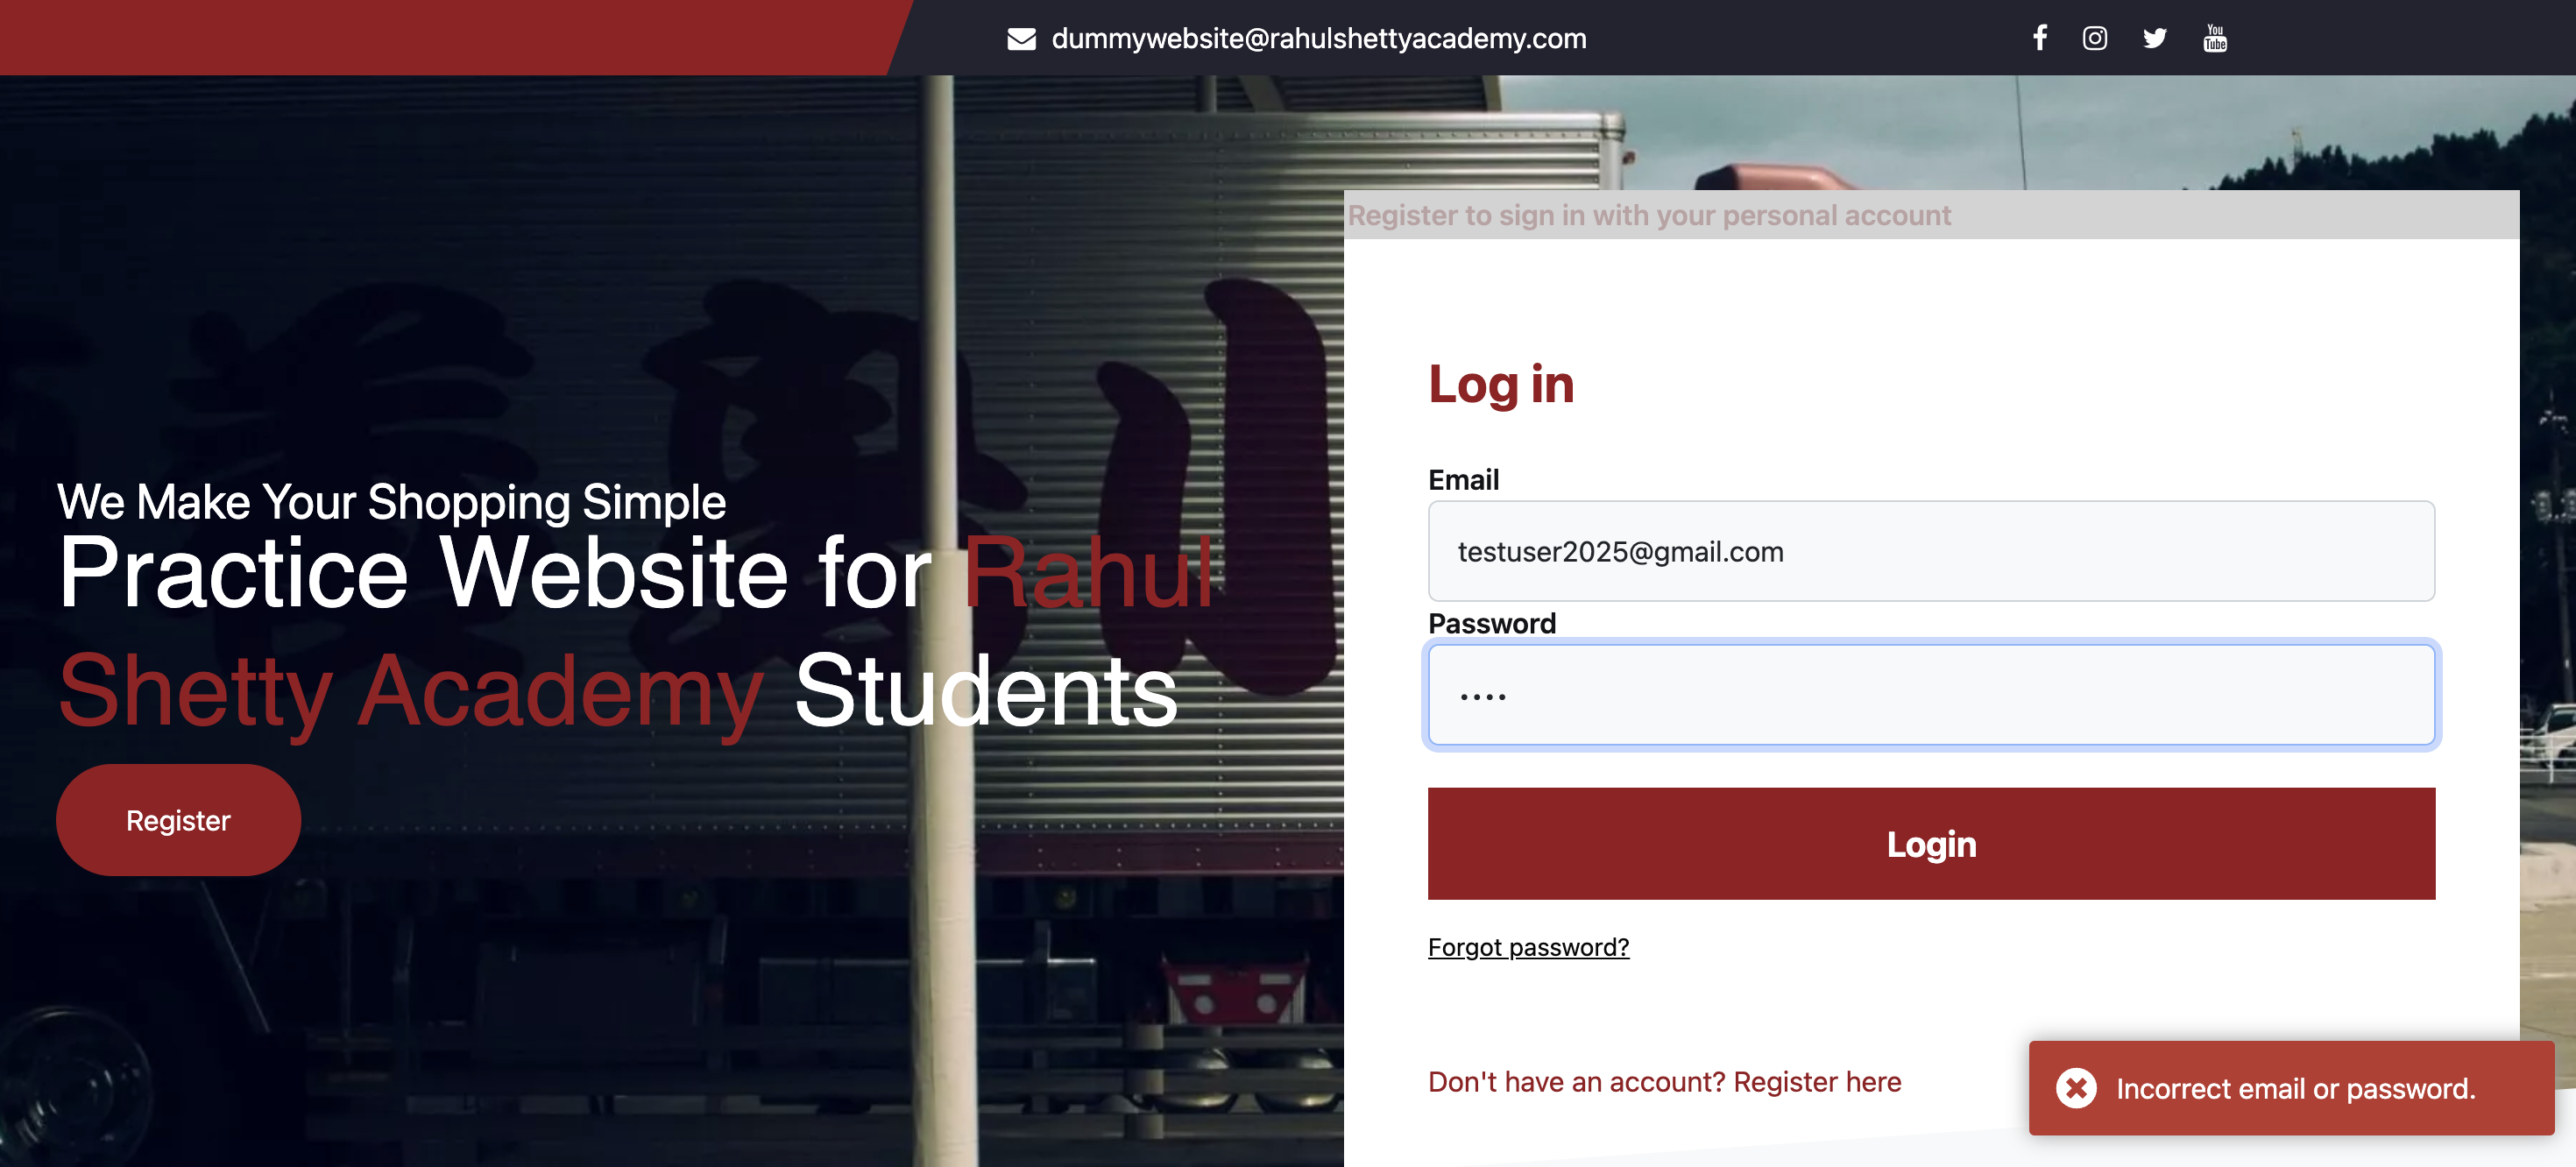 dummywebsite@rahulshettyacademy.com
You
Tube
Register to sign in with your personal account
We Make Your Shopping Simple
Practice Website for Rahul
Shetty Academy Students
Register
Log in
Email
testuser2025@gmail.com
Password
Login
Forgot password?
Don't have an account? Register here
Incorrect email or password.